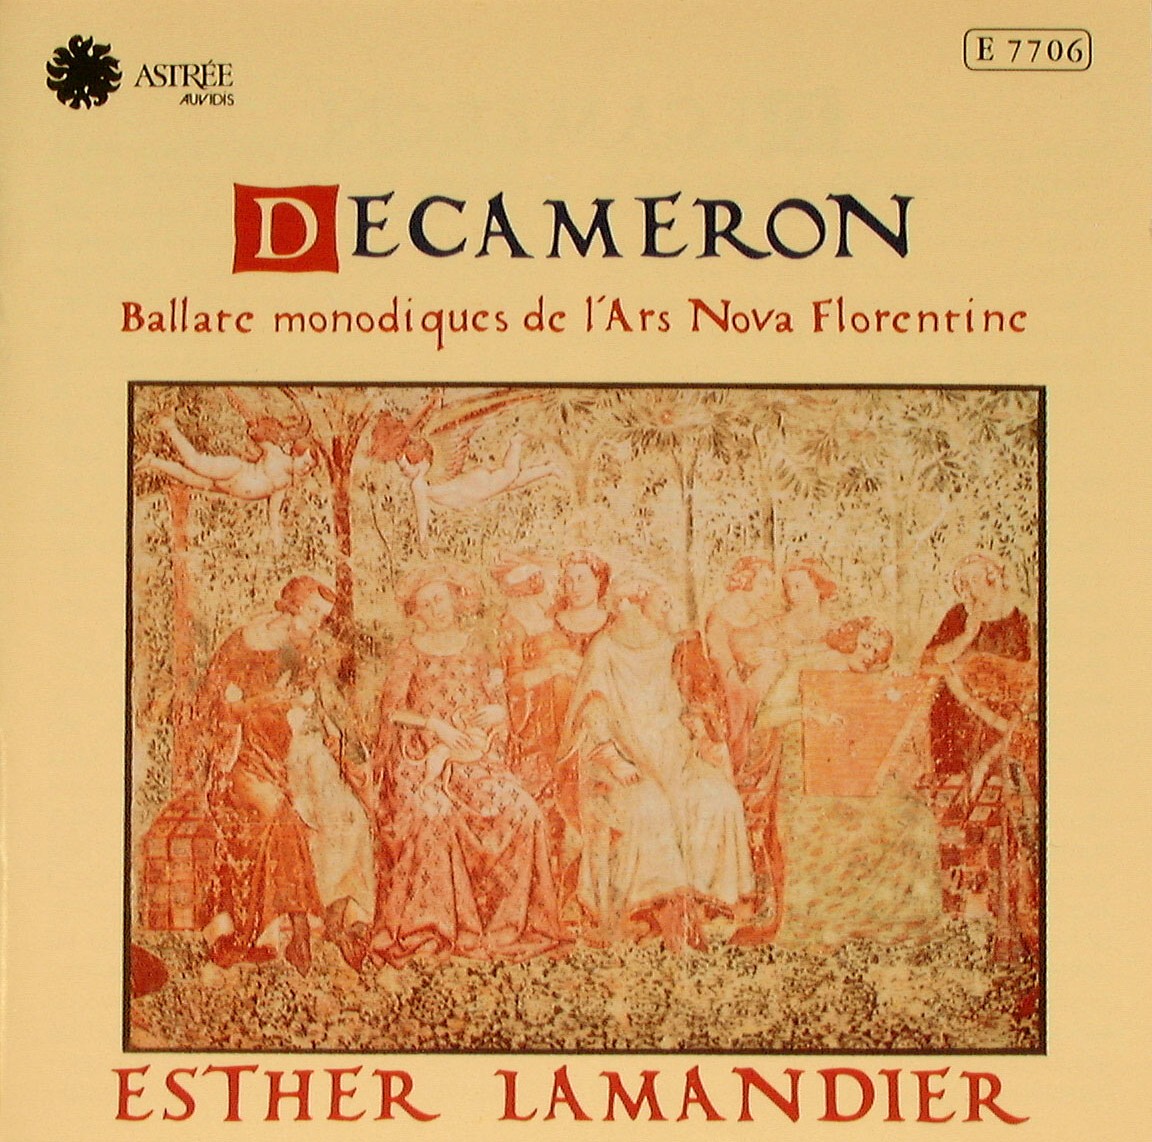 ASTRÉE
AUVIDIS
E 7706
DECAMERON
Ballate monodiques de l'Ars Nova Florentine
ESTHER LAMANDIER